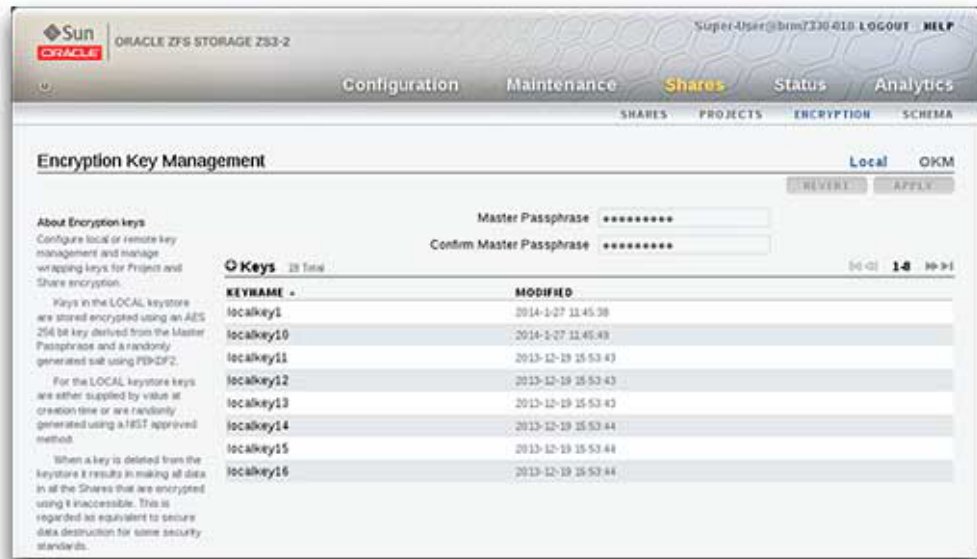 Sun
ORACLE
ORACLE ZFS STORAGE ZS3-2
Super-User@brm7330-010 LOGOUT HELP
Configuration Maintenance Shares Status Analytics
SHARES PROJECTS ENCRYPTION SCHEMA
Encryption Key Management
Local OKM
REVERT APPLY
About Encryption keys
Configure local or remote key
management and manage
wrapping keys for Project and
Share encryption.
Keys in the LOCAL keystore
are stored encrypted using an AES
256 bit key derived from the Master
Passphrase and a randomly
generated salt using PBKDF2.
For the LOCAL keystore keys
are either supplied by value at
creation time or are randomly
generated using a NIST approved
method.
When a key is deleted from the
keystore it results in making all data
in all the Shares that are encrypted
using it inaccessible. This is
regarded as equivalent to secure
data destruction for some security
standards.
Master Passphrase •••••••••
Confirm Master Passphrase •••••••••
Keys Total 1-8
KEYNAME MODIFIED
localkey1 2014-1-27 11:45:38
localkey10 2014-1-27 11:45:49
localkey11 2013-12-19 15:53:43
localkey12 2013-12-19 15:53:43
localkey13 2013-12-19 15:53:43
localkey14 2013-12-19 15:53:44
localkey15 2013-12-19 15:53:44
localkey16 2013-12-19 15:53:44